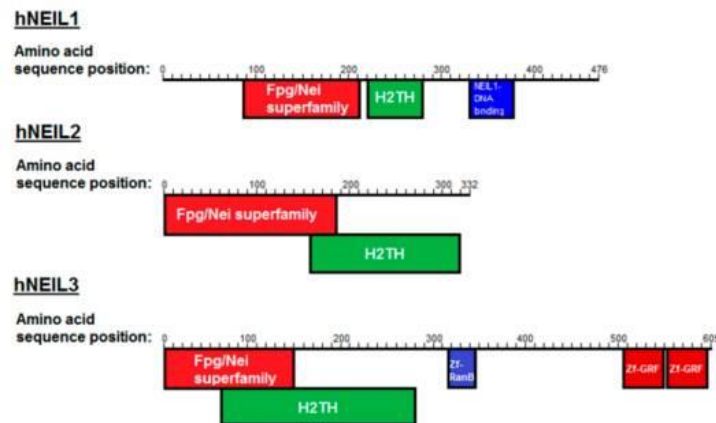 hNEIL1
Amino acid
sequence position:
0 100 200 300 400 476
Fpg/Nei
superfamily
H2TH
NEIL1-
DNA
binding
hNEIL2
Amino acid
sequence position:
0 100 200 300 332
Fpg/Nei superfamily
H2TH
hNEIL3
Amino acid
sequence position:
0 100 200 300 400 500 605
Fpg/Nei
superfamily
Zf-
RanB
Zf-GRF Zf-GRF
H2TH